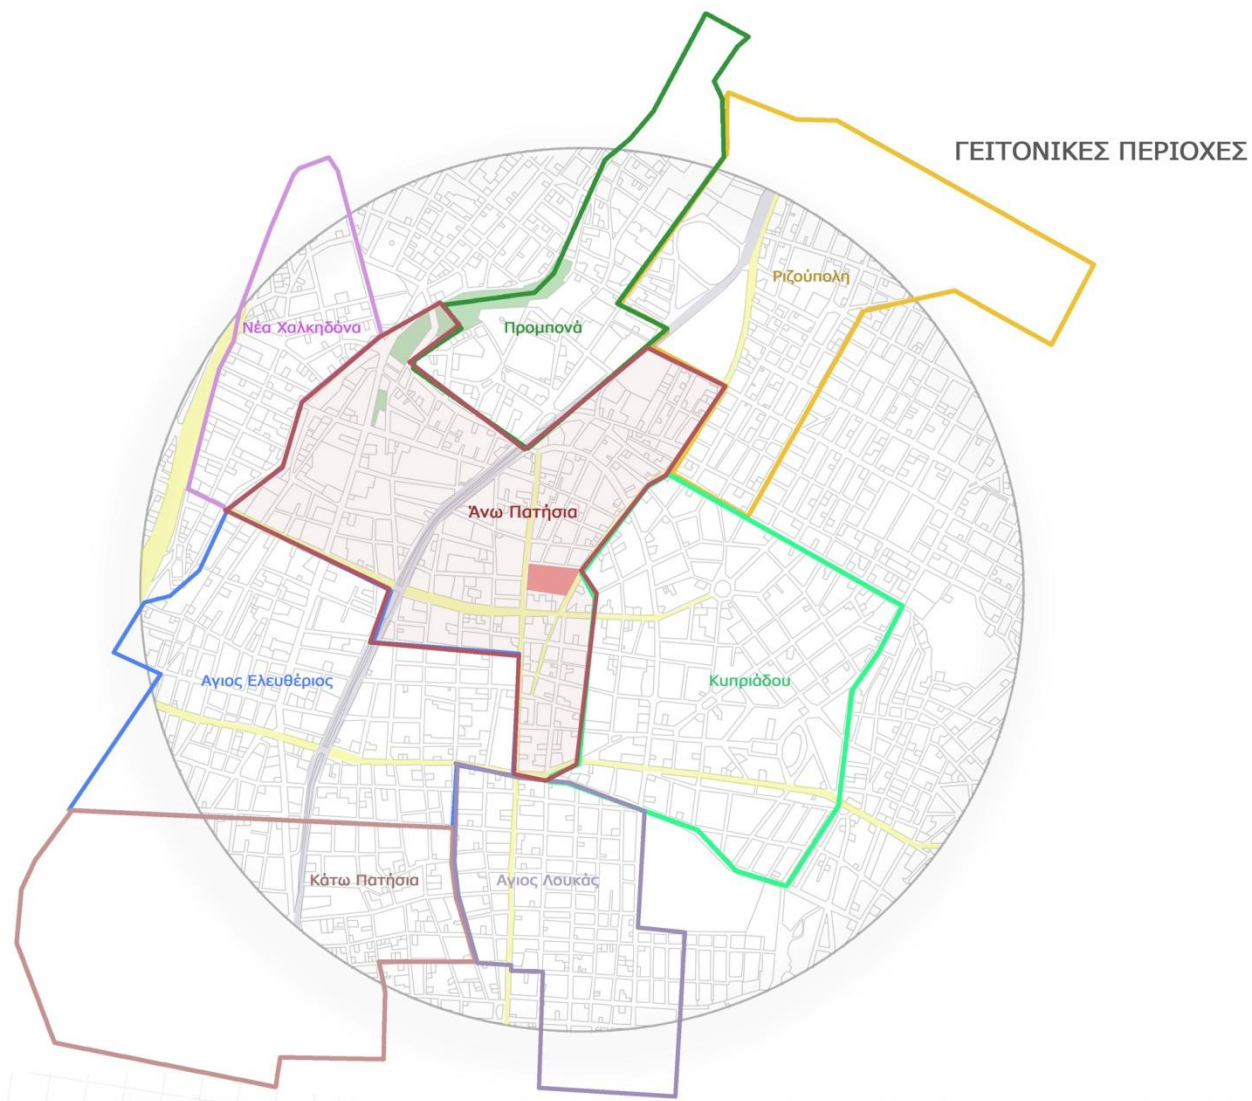 ΓΕΙΤΟΝΙΚΕΣ ΠΕΡΙΟΧΕΣ
Ριζούπολη
Νέα Χαλκηδόνα
Προμπονά
Άνω Πατήσια
Αγιος Ελευθέριος
Κυπριάδου
Κάτω Πατήσια
Αγιος Λουκάς